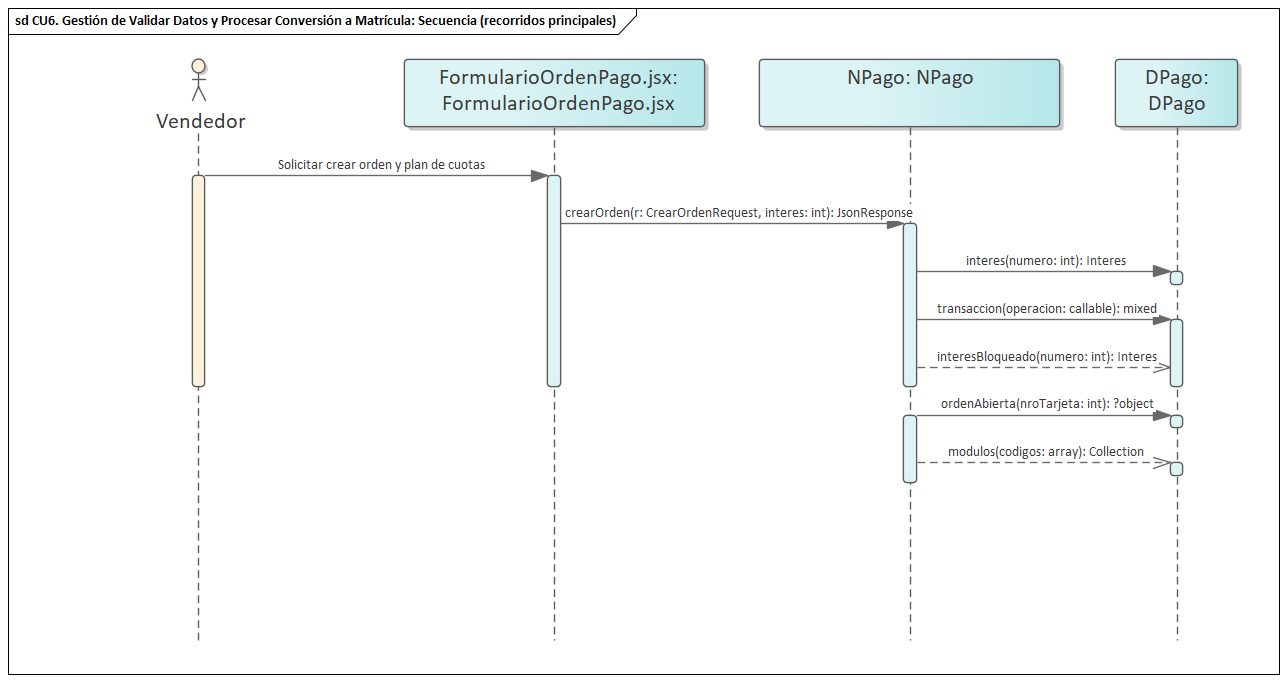 sd CU6. Gestión de Validar Datos y Procesar Conversión a Matrícula: Secuencia (recorridos principales)
Vendedor
FormularioOrdenPago.jsx:
FormularioOrdenPago.jsx
NPago: NPago
DPago:
DPago
Solicitar crear orden y plan de cuotas
crearOrden(r: CrearOrdenRequest, interes: int): JsonResponse
interes(numero: int): Interes
transaccion(operacion: callable): mixed
interesBloqueado(numero: int): Interes
ordenAbierta(nroTarjeta: int): ?object
modulos(codigos: array): Collection